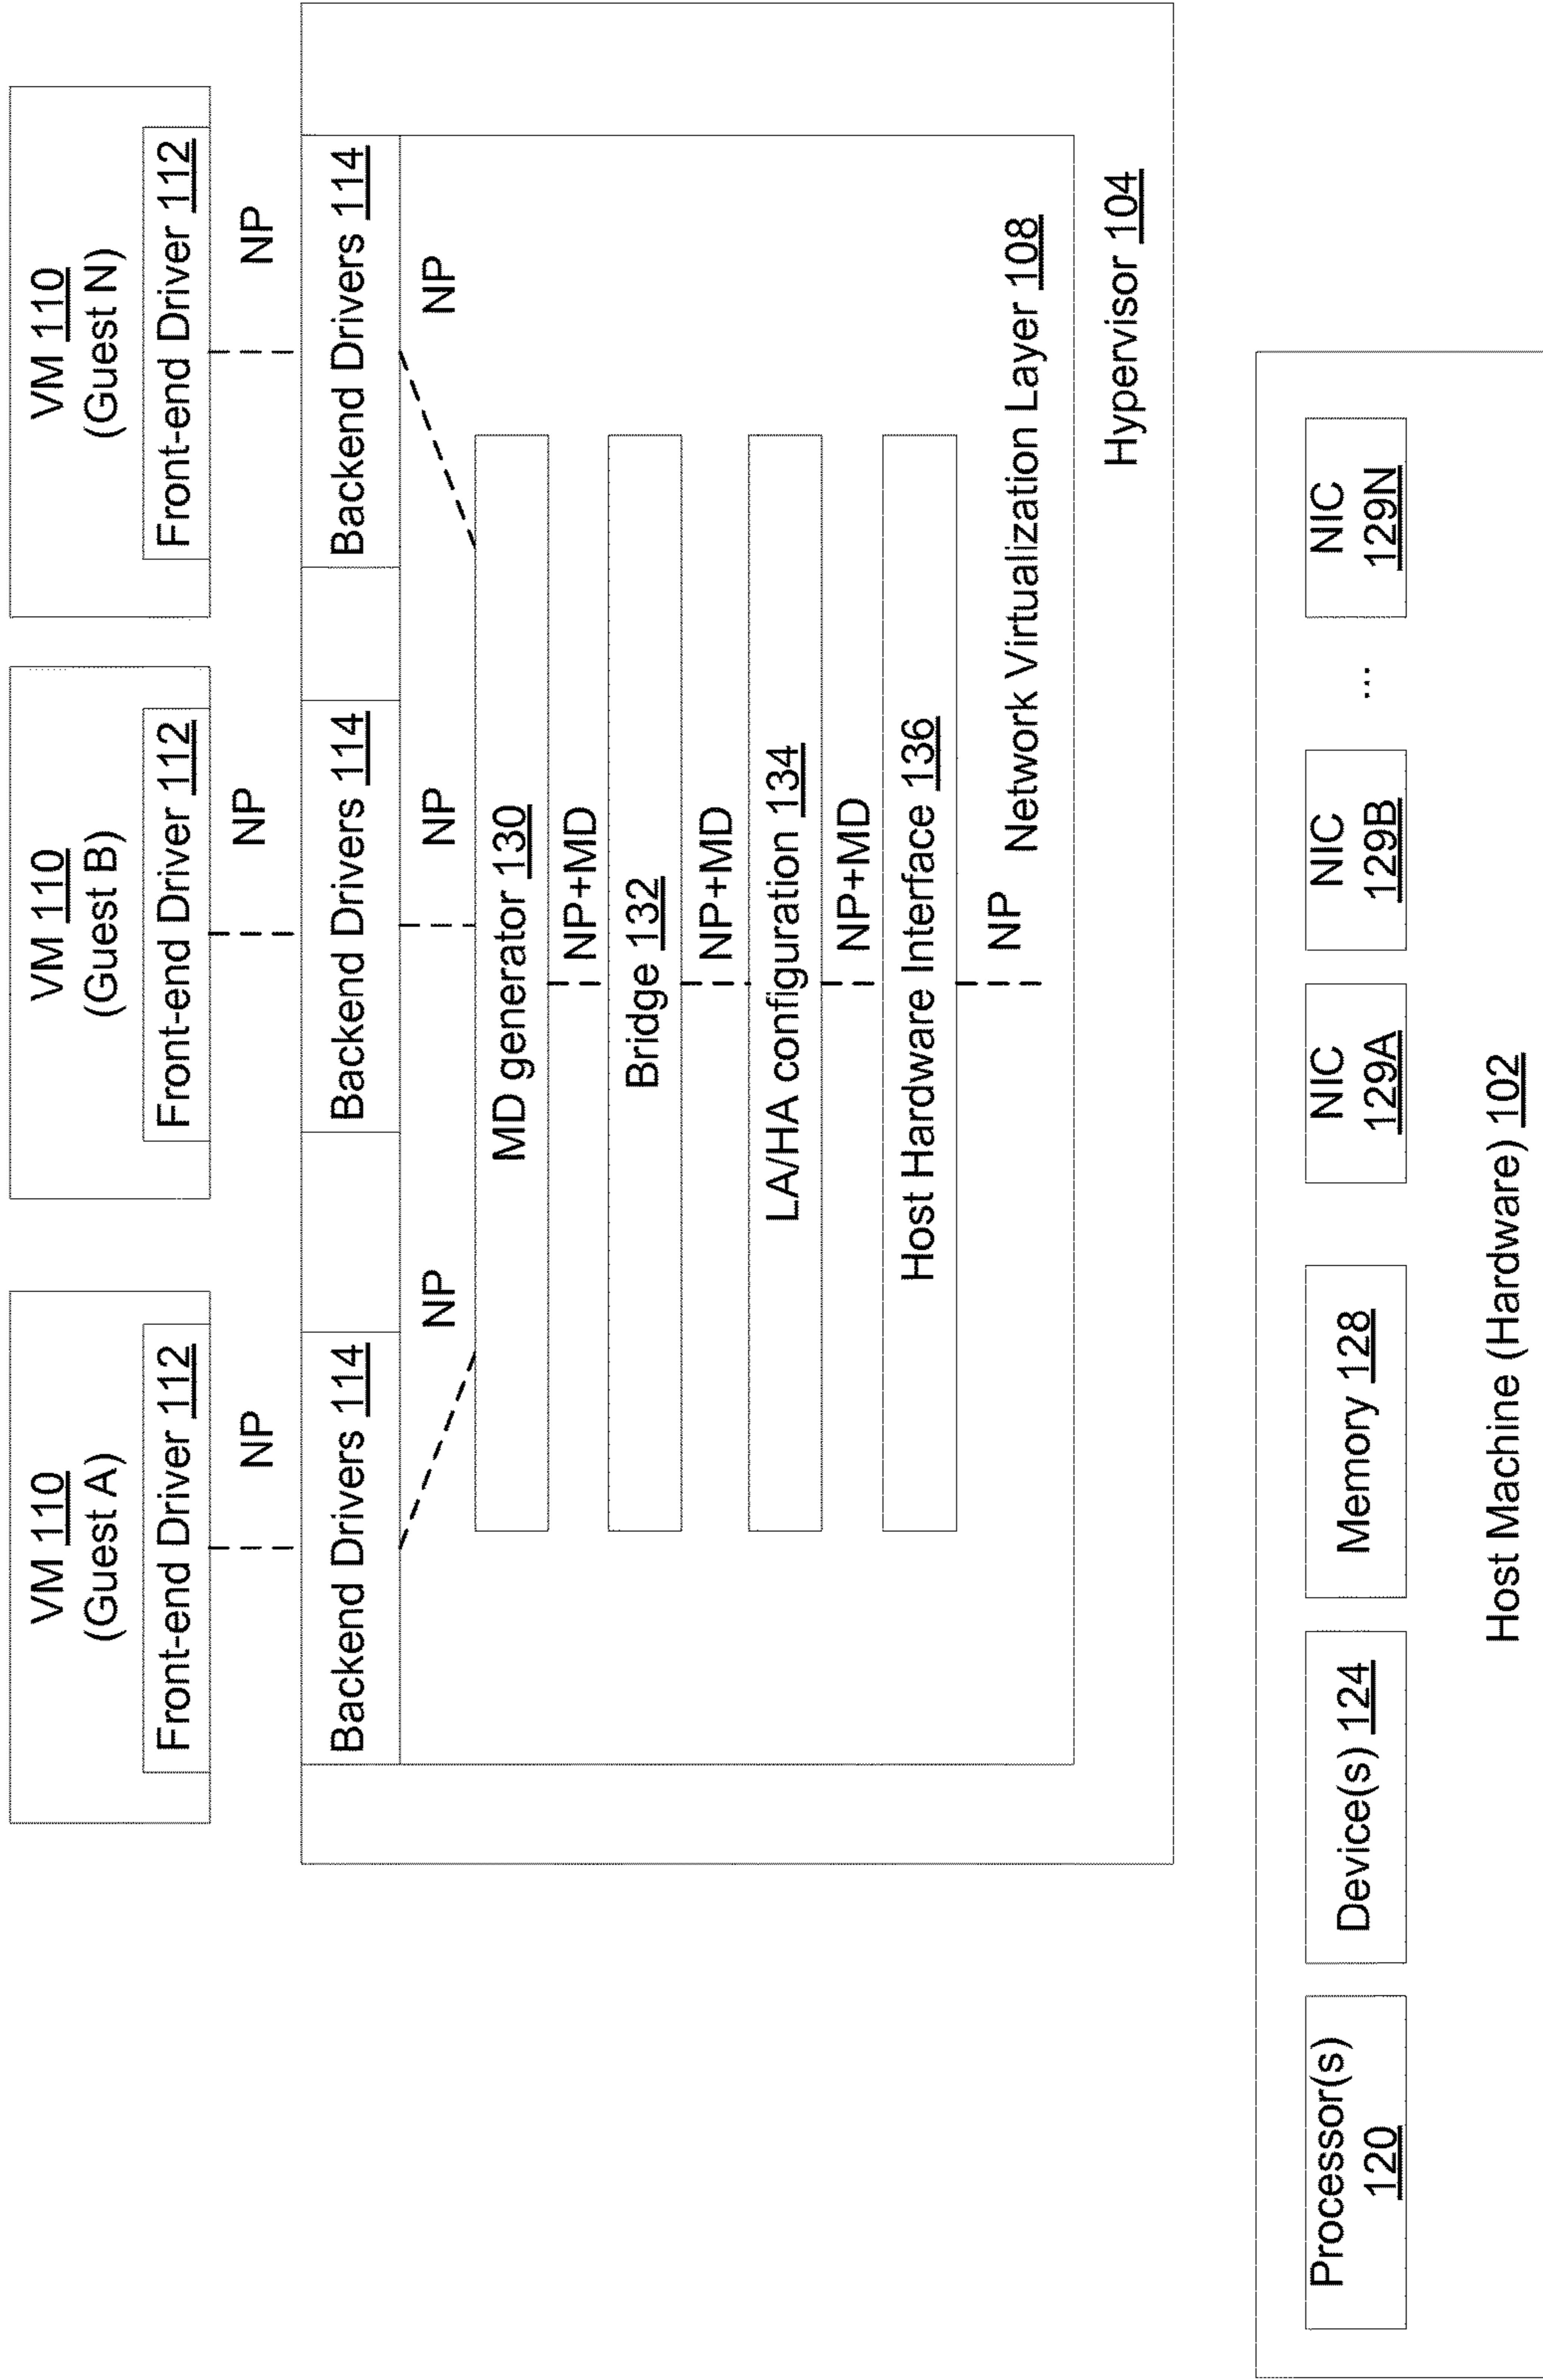 VM 110
(Guest A)
Front-end Driver 112
VM 110
(Guest B)
Front-end Driver 112
VM 110
(Guest N)
Front-end Driver 112
NP
NP
NP
Backend Drivers 114
Backend Drivers 114
Backend Drivers 114
NP
NP
NP
MD generator 130
NP+MD
Bridge 132
NP+MD
LA/HA configuration 134
NP+MD
Host Hardware Interface 136
NP
Network Virtualization Layer 108
Hypervisor 104
Processor(s)
120
Device(s) 124
Memory 128
NIC
129A
NIC
129B
...
NIC
129N
Host Machine (Hardware) 102